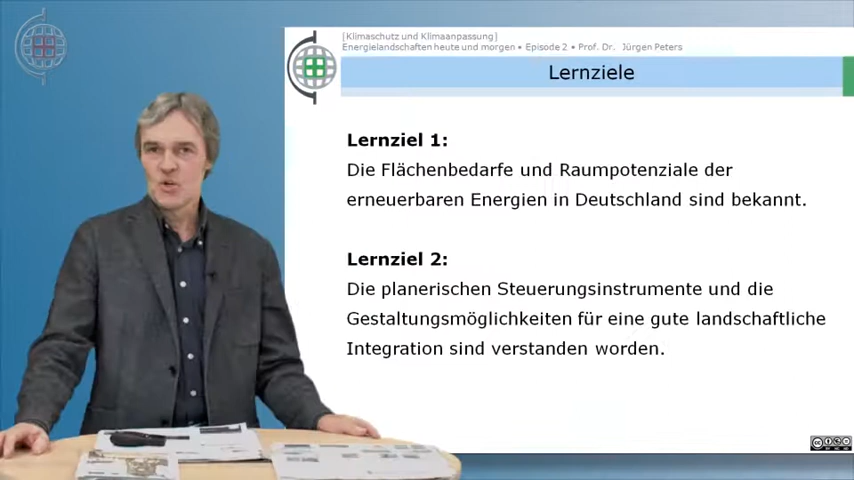 [Klimaschutz und Klimaanpassung]
Energielandschaften heute und morgen • Episode 2 • Prof. Dr. Jürgen Peters
Lernziele
Lernziel 1:
Die Flächenbedarfe und Raumpotenziale der
erneuerbaren Energien in Deutschland sind bekannt.
Lernziel 2:
Die planerischen Steuerungsinstrumente und die
Gestaltungsmöglichkeiten für eine gute landschaftliche
Integration sind verstanden worden.